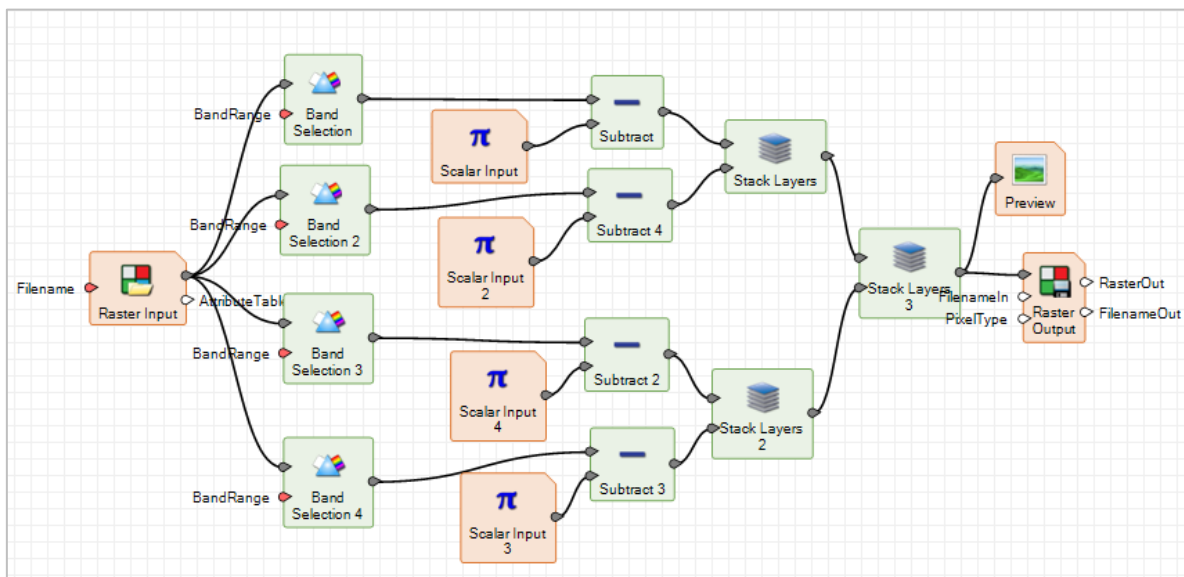 BandRange
Band
Selection
π
Scalar Input
Subtract
Stack Layers
BandRange
Band
Selection 2
π
Scalar Input
2
Subtract 4
Preview
Filename
Raster Input
AttributeTabl
Stack Layers
3
FilenameIn
PixelType
Raster
Output
RasterOut
FilenameOut
BandRange
Band
Selection 3
π
Scalar Input
4
Subtract 2
Stack Layers
2
BandRange
Band
Selection 4
π
Scalar Input
3
Subtract 3